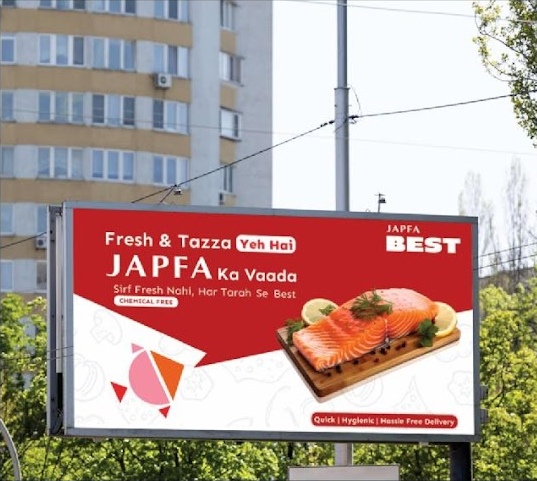 Fresh & Tazza Yeh Hai
JAPFA Ka Vaada
Sirf Fresh Nahi, Har Tarah Se Best
CHEMICAL FREE
JAPFA
BEST
Quick | Hygienic | Hassle Free Delivery